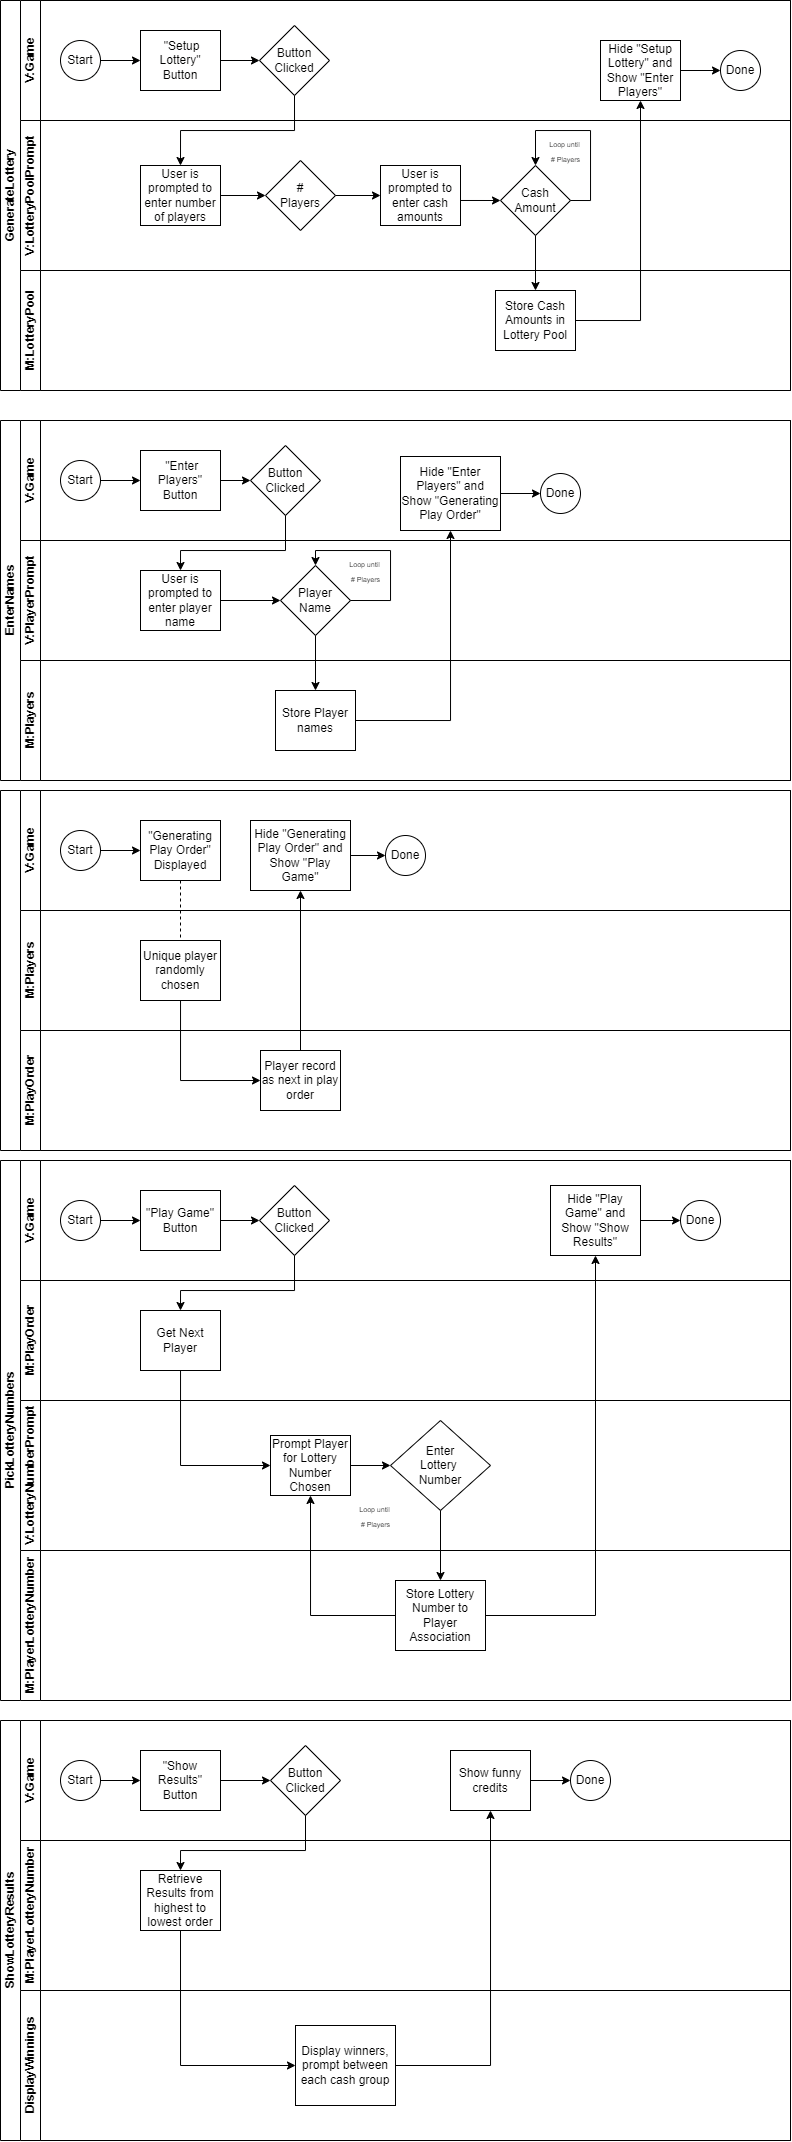 GenerateLottery
V:Game
Start
"Setup
Lottery"
Button
Button
Clicked
Hide "Setup
Lottery" and
Show "Enter
Players"
Done
V:LotteryPoolPrompt
User is
prompted to
enter number
of players
#
Players
User is
prompted to
enter cash
amounts
Cash
Amount
Loop until
# Players
M:LotteryPool
Store Cash
Amounts in
Lottery Pool
EnterNames
V:Game
Start
"Enter
Players"
Button
Button
Clicked
Hide "Enter
Players" and
Show "Generating
Play Order"
Done
V:PlayerPrompt
User is
prompted to
enter player
name
Player
Name
Loop until
# Players
M:Players
Store Player
names
V:Game
Start
"Generating
Play Order"
Displayed
Hide "Generating
Play Order" and
Show "Play
Game"
Done
M:Players
Unique player
randomly
chosen
M:PlayOrder
Player record
as next in play
order
PickLotteryNumbers
V:Game
Start
"Play Game"
Button
Button
Clicked
Hide "Play
Game" and
Show "Show
Results"
Done
M:PlayOrder
Get Next
Player
V:LotteryNumberPrompt
Prompt Player
for Lottery
Number
Chosen
Enter
Lottery
Number
Loop until
# Players
M:PlayerLotteryNumber
Store Lottery
Number to
Player
Association
ShowLotteryResults
V:Game
Start
"Show
Results"
Button
Button
Clicked
Show funny
credits
Done
M:PlayerLotteryNumber
Retrieve
Results from
highest to
lowest order
DisplayWinnings
Display winners,
prompt between
each cash group